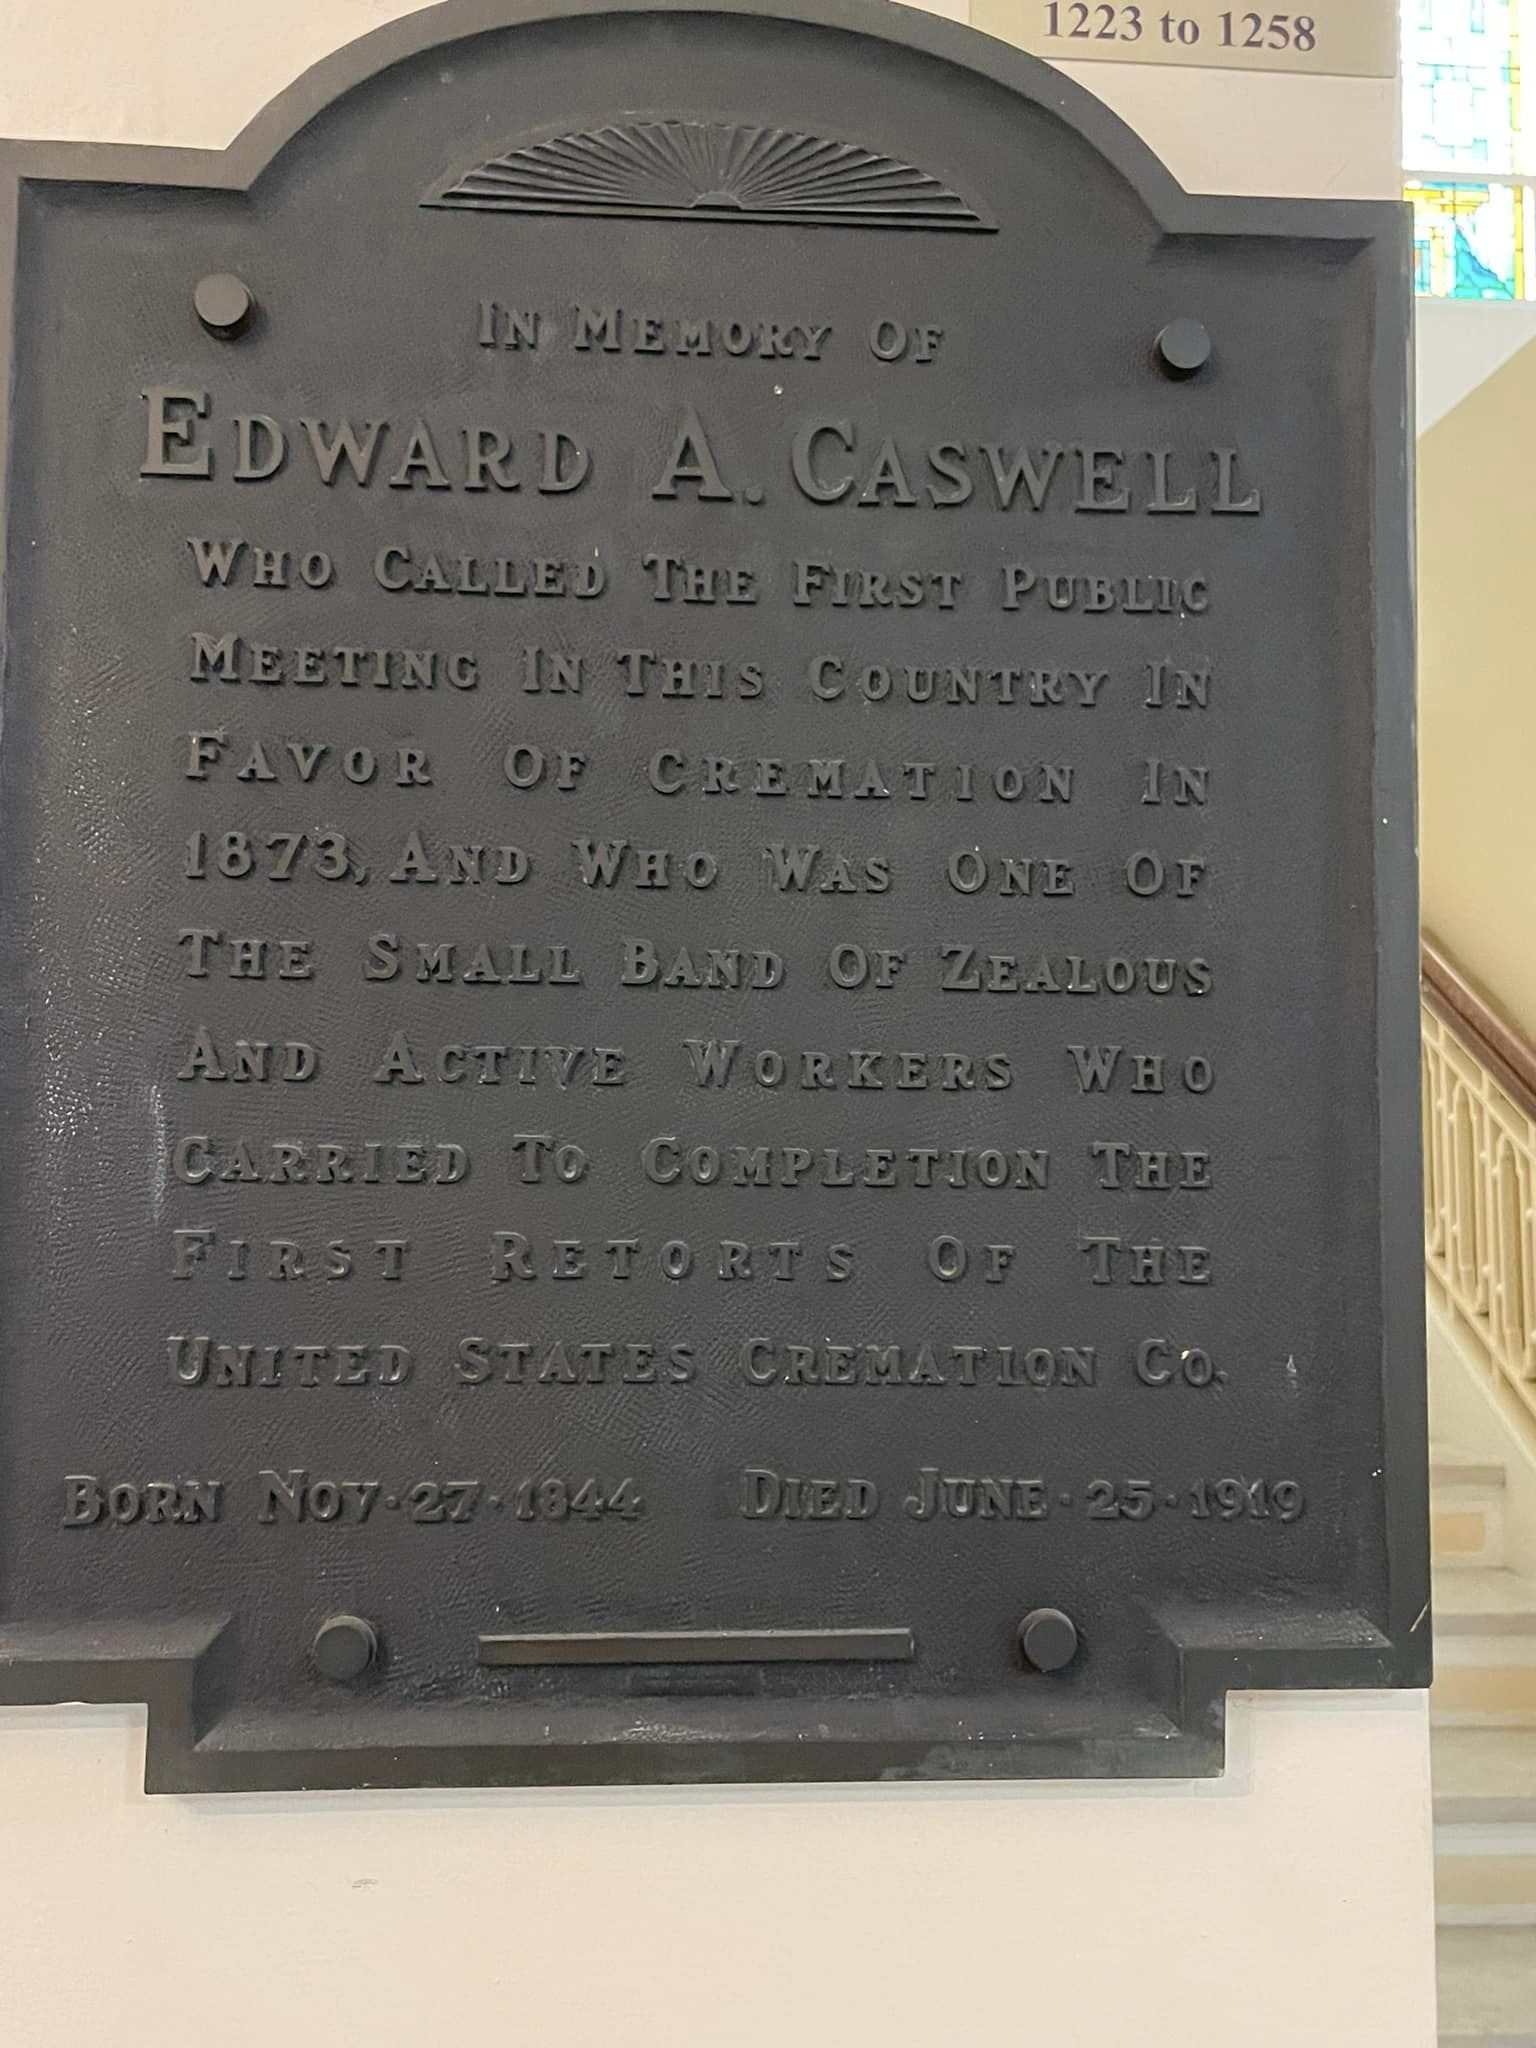 1223 to 1258
IN MEMORY OF
EDWARD A. CASWELL
WHO CALLED THE FIRST PUBLIC
MEETING IN THIS COUNTRY IN
FAVOR OF CREMATION IN
1873, AND WHO WAS ONE OF
THE SMALL BAND OF ZEALOUS
AND ACTIVE WORKERS WHO
CARRIED TO COMPLETION THE
FIRST RETORTS OF THE
UNITED STATES CREMATION CO.
BORN NOV·27·1844 DIED JUNE·25·1919